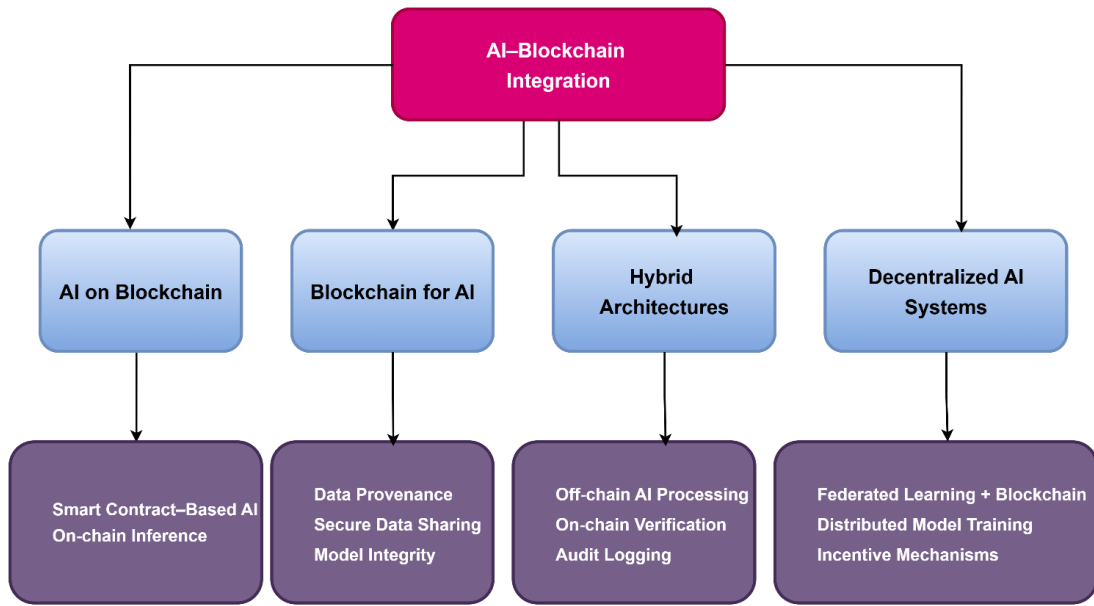 AI–Blockchain
Integration
AI on Blockchain
Blockchain for AI
Hybrid
Architectures
Decentralized AI
Systems
Smart Contract–Based AI
On-chain Inference
Data Provenance
Secure Data Sharing
Model Integrity
Off-chain AI Processing
On-chain Verification
Audit Logging
Federated Learning + Blockchain
Distributed Model Training
Incentive Mechanisms